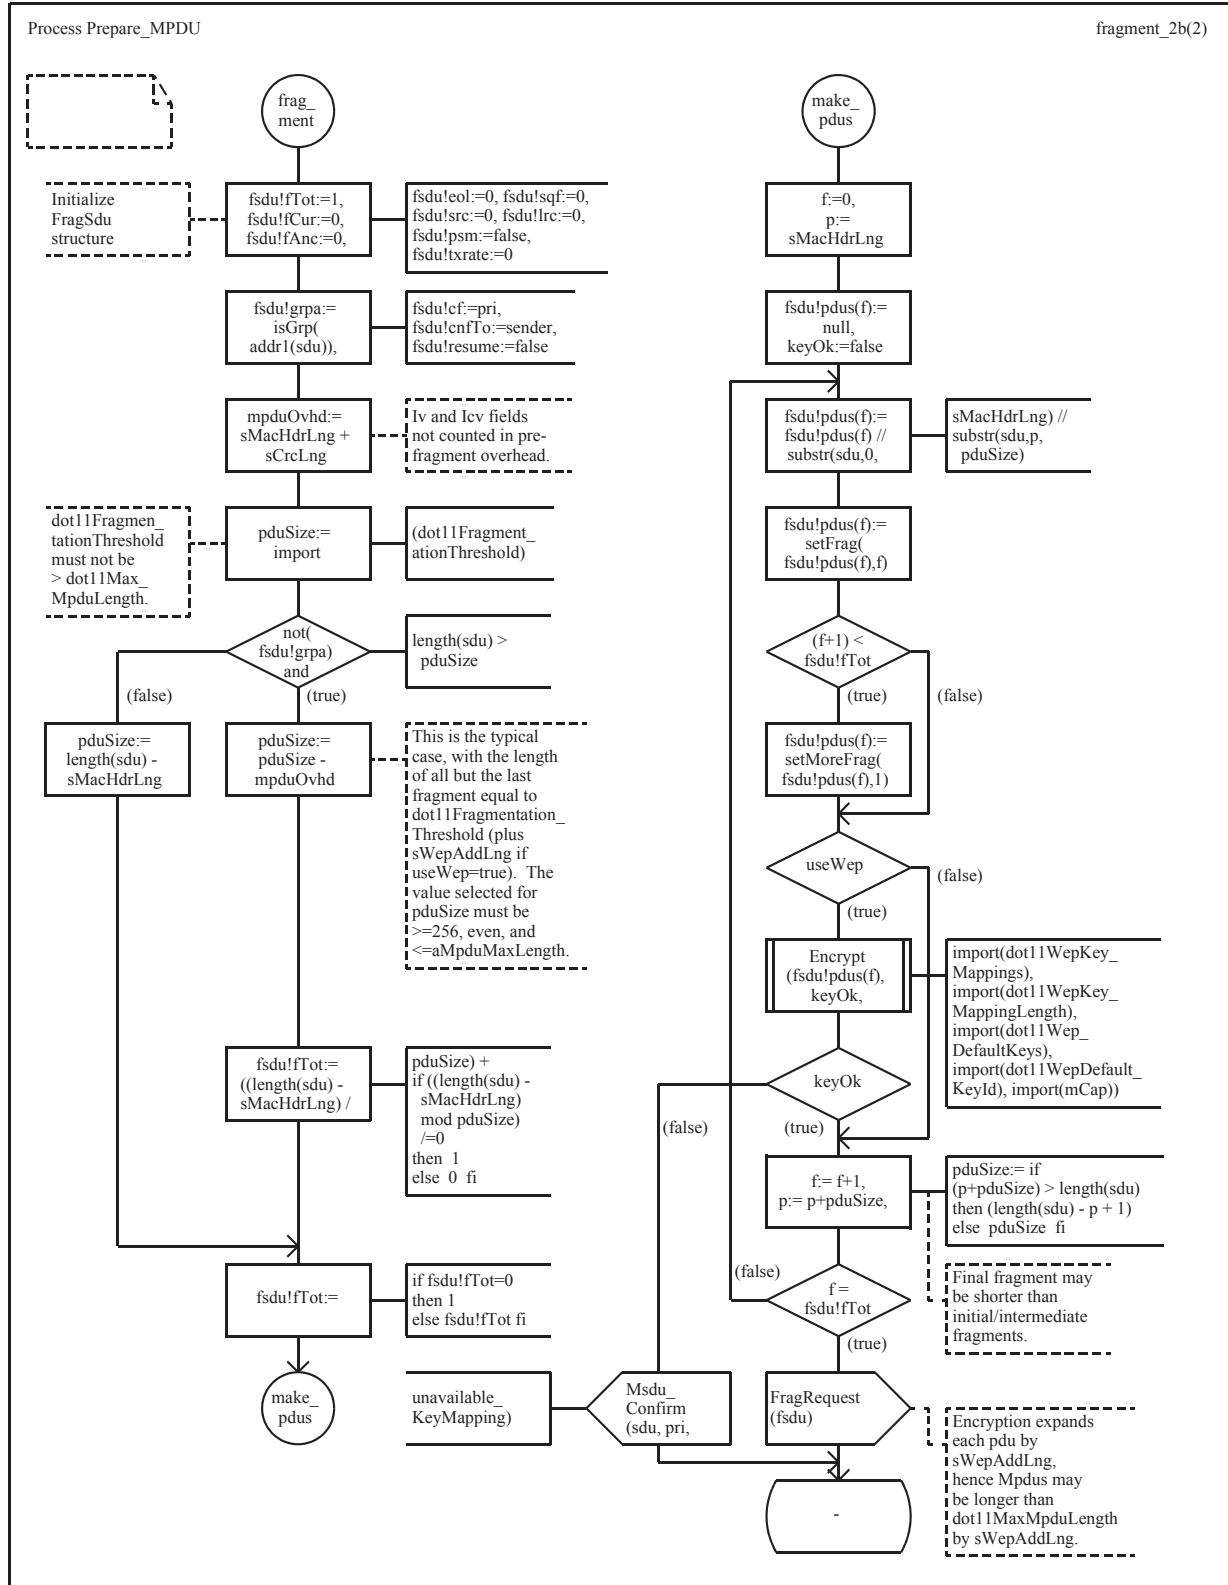 Process Prepare_MPDU
fragment_2b(2)
frag_
ment
Initialize
FragSdu
structure
fsdu!fTot:=1,
fsdu!fCur:=0,
fsdu!fAnc:=0,
fsdu!eol:=0, fsdu!sqf:=0,
fsdu!src:=0, fsdu!lrc:=0,
fsdu!psm:=false,
fsdu!txrate:=0
fsdu!grpa:=
isGrp(
addr1(sdu)),
fsdu!cf:=pri,
fsdu!cnfTo:=sender,
fsdu!resume:=false
mpduOvhd:=
sMacHdrLng +
sCrcLng
Iv and Icv fields
not counted in pre-
fragment overhead.
dot11Fragmen_
tationThreshold
must not be
> dot11Max_
MpduLength.
pduSize:=
import
(dot11Fragment_
ationThreshold)
not(
fsdu!grpa)
and
length(sdu) >
pduSize
(false)
(true)
pduSize:=
length(sdu) -
sMacHdrLng
pduSize:=
pduSize -
mpduOvhd
This is the typical
case, with the length
of all but the last
fragment equal to
dot11Fragmentation_
Threshold (plus
sWepAddLng if
useWep=true). The
value selected for
pduSize must be
>=256, even, and
<=aMpduMaxLength.
fsdu!fTot:=
((length(sdu) -
sMacHdrLng) /
pduSize) +
if ((length(sdu) -
sMacHdrLng)
mod pduSize)
/=0
then 1
else 0 fi
fsdu!fTot:=
if fsdu!fTot=0
then 1
else fsdu!fTot fi
make_
pdus
make_
pdus
f:=0,
p:=
sMacHdrLng
fsdu!pdus(f):=
null,
keyOk:=false
fsdu!pdus(f):=
fsdu!pdus(f) //
substr(sdu,0,
sMacHdrLng) //
substr(sdu,p,
pduSize)
fsdu!pdus(f):=
setFrag(
fsdu!pdus(f),f)
(f+1) <
fsdu!fTot
(true)
(false)
fsdu!pdus(f):=
setMoreFrag(
fsdu!pdus(f),1)
useWep
(false)
(true)
Encrypt
(fsdu!pdus(f),
keyOk,
import(dot11WepKey_
Mappings),
import(dot11WepKey_
MappingLength),
import(dot11Wep_
DefaultKeys),
import(dot11WepDefault_
KeyId), import(mCap))
keyOk
(false)
(true)
f:= f+1,
p:= p+pduSize,
pduSize:= if
(p+pduSize) > length(sdu)
then (length(sdu) - p + 1)
else pduSize fi
(false)
f =
fsdu!fTot
(true)
Final fragment may
be shorter than
initial/intermediate
fragments.
unavailable_
KeyMapping)
Msdu_
Confirm
(sdu, pri,
FragRequest
(fsdu)
Encryption expands
each pdu by
sWepAddLng,
hence Mpdus may
be longer than
dot11MaxMpduLength
by sWepAddLng.
-